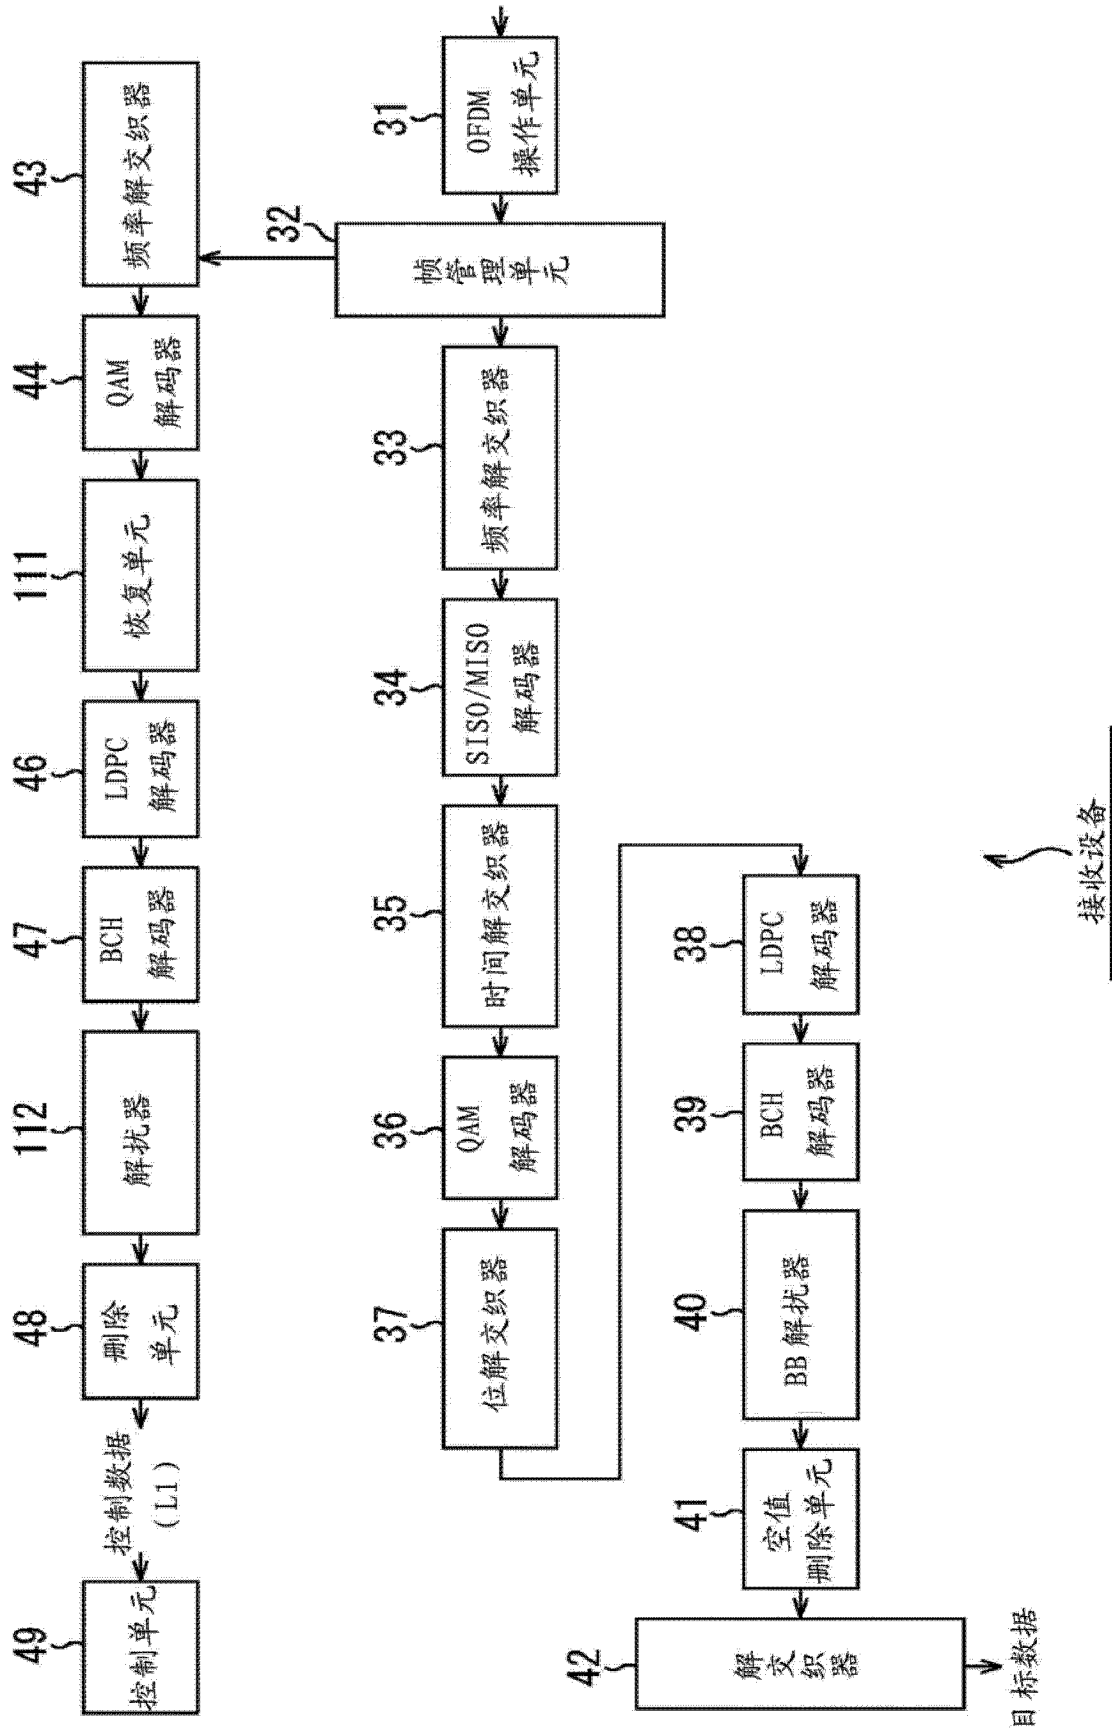 43
频率解交织器
44
QAM
解码器
111
恢复单元
46
LDPC
解码器
47
BCH
解码器
112
解扰器
48
删除
单元
控制数据
(L1)
49
控制单元
31
OFDM
操作单元
32
帧管理单元
33
频率解交织器
34
SISO/MISO
解码器
35
时间解交织器
36
QAM
解码器
37
位解交织器
38
LDPC
解码器
39
BCH
解码器
40
BB解扰器
41
空值
删除单元
42
解交织器
目标数据
接收设备